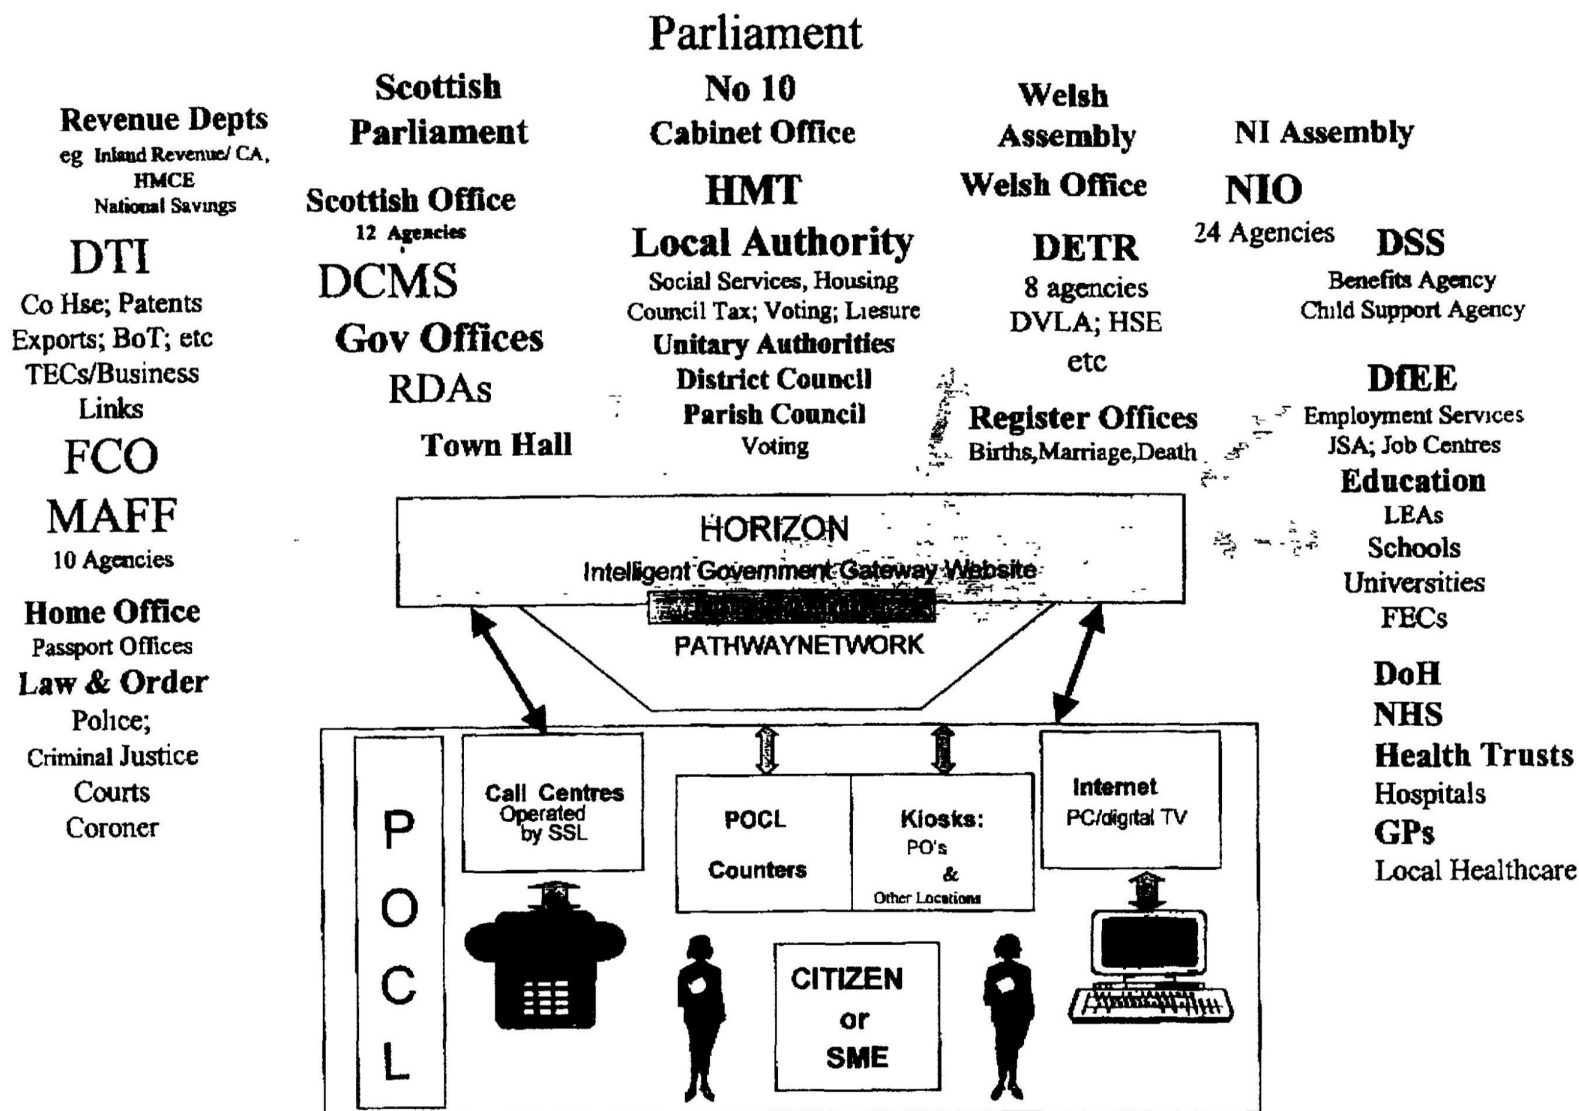 Parliament
Revenue Depts
eg Inland Revenue/ CA,
HMCE
National Savings
DTI
Co Hse; Patents
Exports; BoT; etc
TECs/Business
Links
FCO
MAFF
10 Agencies
Home Office
Passport Offices
Law & Order
Police;
Criminal Justice
Courts
Coroner
Scottish
Parliament
Scottish Office
12 Agencies
DCMS
Gov Offices
RDAs
Town Hall
No 10
Cabinet Office
HMT
Local Authority
Social Services, Housing
Council Tax; Voting; Liesure
Unitary Authorities
District Council
Parish Council
Voting
Welsh
Assembly
Welsh Office
DETR
8 agencies
DVLA; HSE
etc
Register Offices
Births,Marriage,Death
NI Assembly
NIO
24 Agencies
DSS
Benefits Agency
Child Support Agency
DfEE
Employment Services
JSA; Job Centres
Education
LEAs
Schools
Universities
FECs
DoH
NHS
Health Trusts
Hospitals
GPs
Local Healthcare
HORIZON
Intelligent Government Gateway Website
PATHWAYNETWORK
P
O
C
L
Call Centres
Operated
by SSL
POCL
Counters
Kiosks:
PO's
&
Other Locations
Internet
PC/digital TV
CITIZEN
or
SME